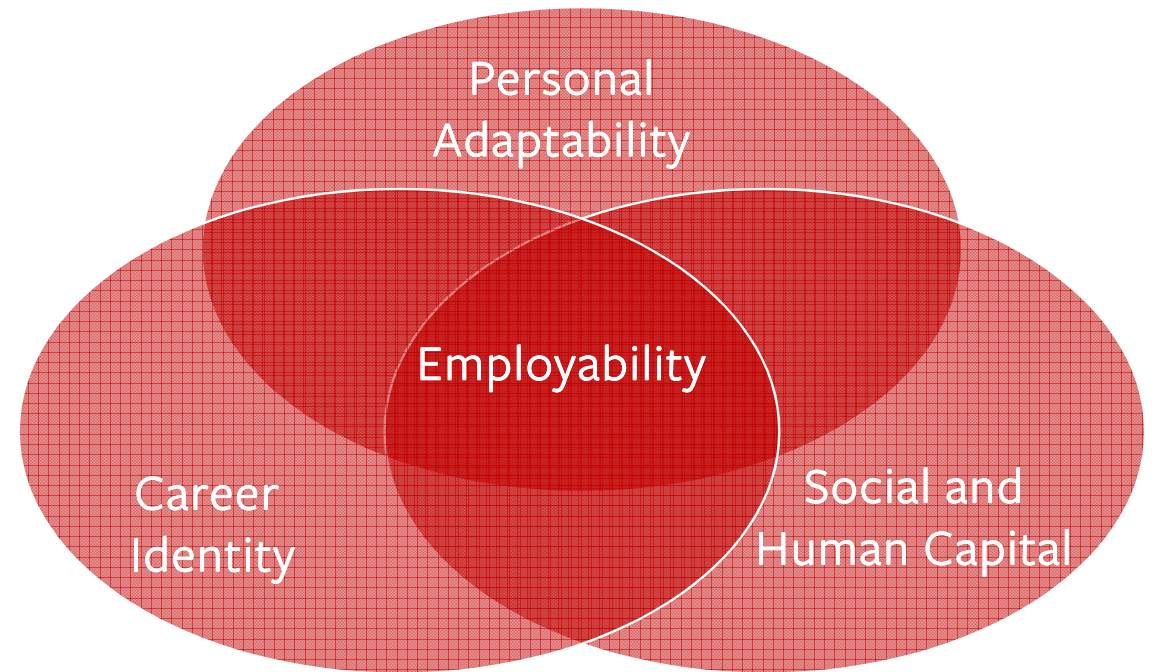 Personal
Adaptability
Employability
Career
Identity
Social and
Human Capital